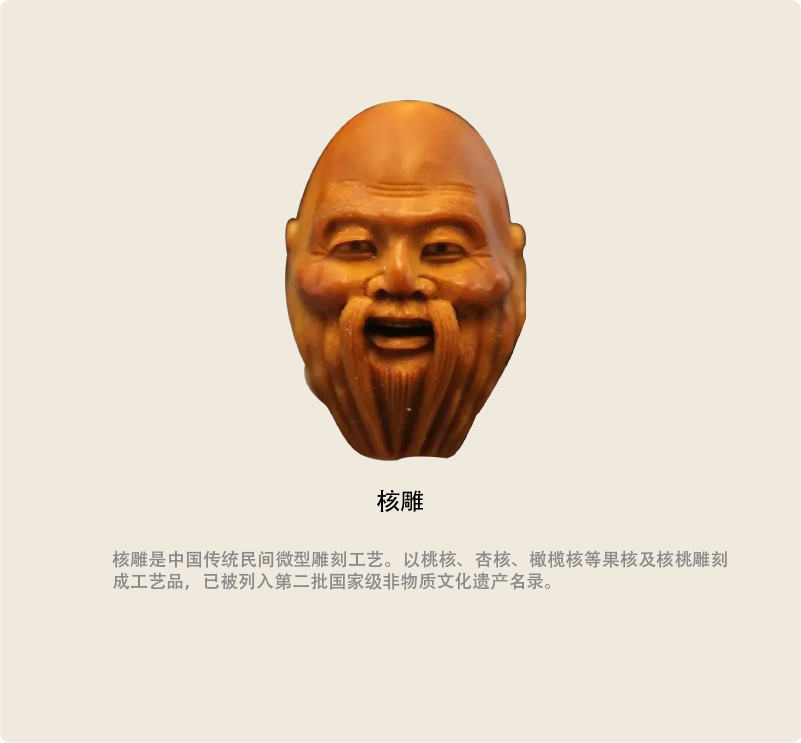 核雕
核雕是中国传统民间微型雕刻工艺。以桃核、杏核、橄榄核等果核及核桃雕刻
成工艺品，已被列入第二批国家级非物质文化遗产名录。